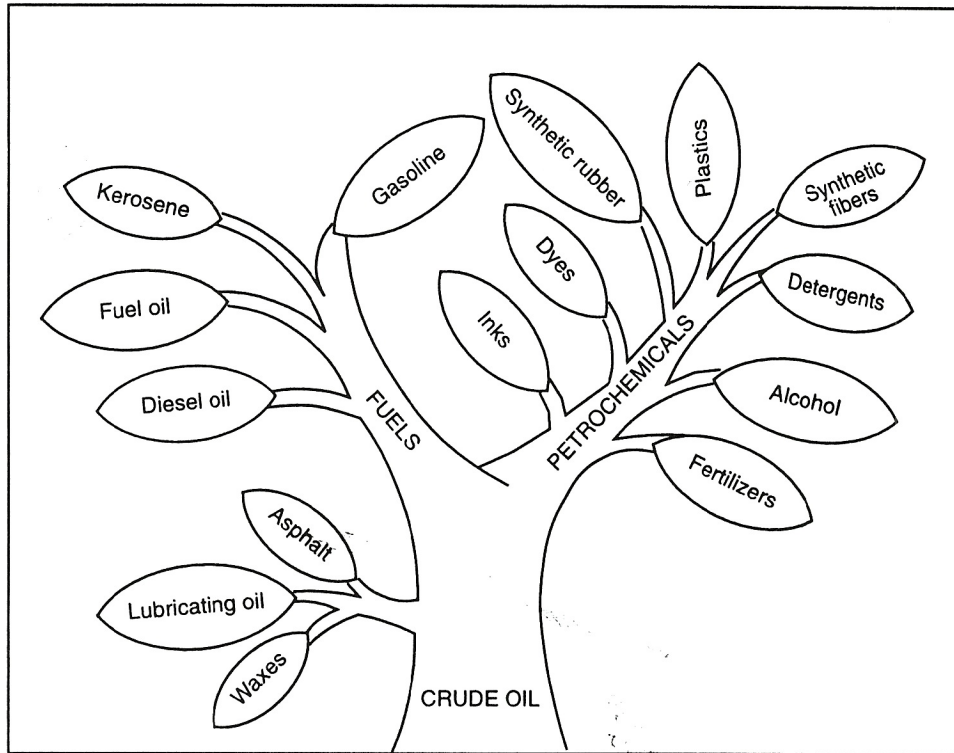 Kerosene
Gasoline
Synthetic rubber
Plastics
Synthetic
fibers
Fuel oil
Inks
Dyes
Detergents
Diesel oil
FUELS
PETROCHEMICALS
Alcohol
Fertilizers
Asphalt
Lubricating oil
Waxes
CRUDE OIL